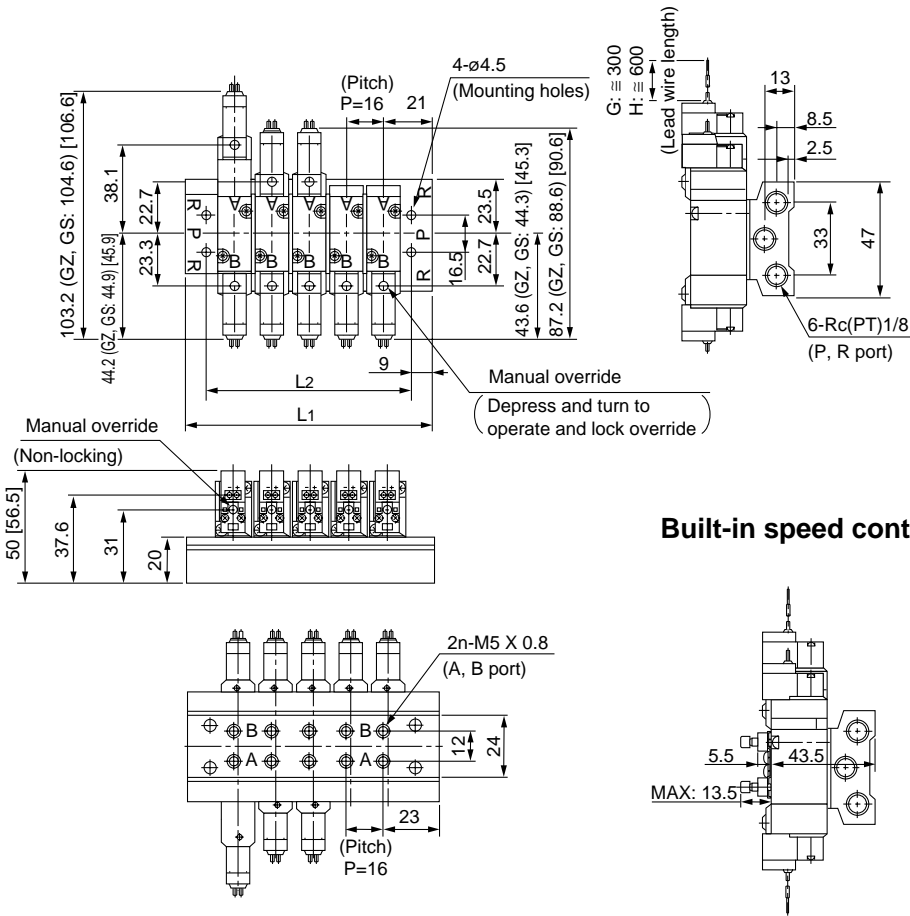 4-ø4.5
(Mounting holes)
(Pitch)
P=16
21
103.2 (GZ, GS: 104.6) [106.6]
38.1
22.7
23.3
44.2 (GZ, GS: 44.9) [45.9]
R
P
R
A
A
A
A
A
B
B
B
B
B
R
P
R
23.5
16.5
22.7
43.6 (GZ, GS: 44.3) [45.3]
87.2 (GZ, GS: 88.6) [90.6]
9
L2
L1
Manual override
(Depress and turn to
operate and lock override)
G: ≅ 300
H: ≅ 600
(Lead wire length)
13
8.5
2.5
33
47
6-Rc(PT)1/8
(P, R port)
Manual override
(Non-locking)
50 [56.5]
37.6
31
20
Built-in speed cont
2n-M5 X 0.8
(A, B port)
B
B
A
A
12
24
23
(Pitch)
P=16
5.5
43.5
MAX: 13.5